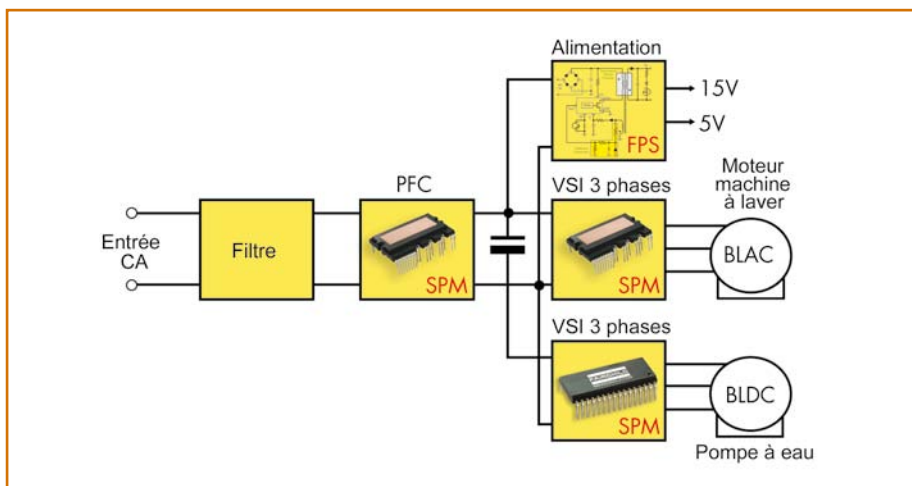 Alimentation
15V
5V
FPS
PFC
VSI 3 phases
Moteur
machine
à laver
Entrée
CA
Filtre
SPM
SPM
BLAC
VSI 3 phases
SPM
BLDC
Pompe à eau